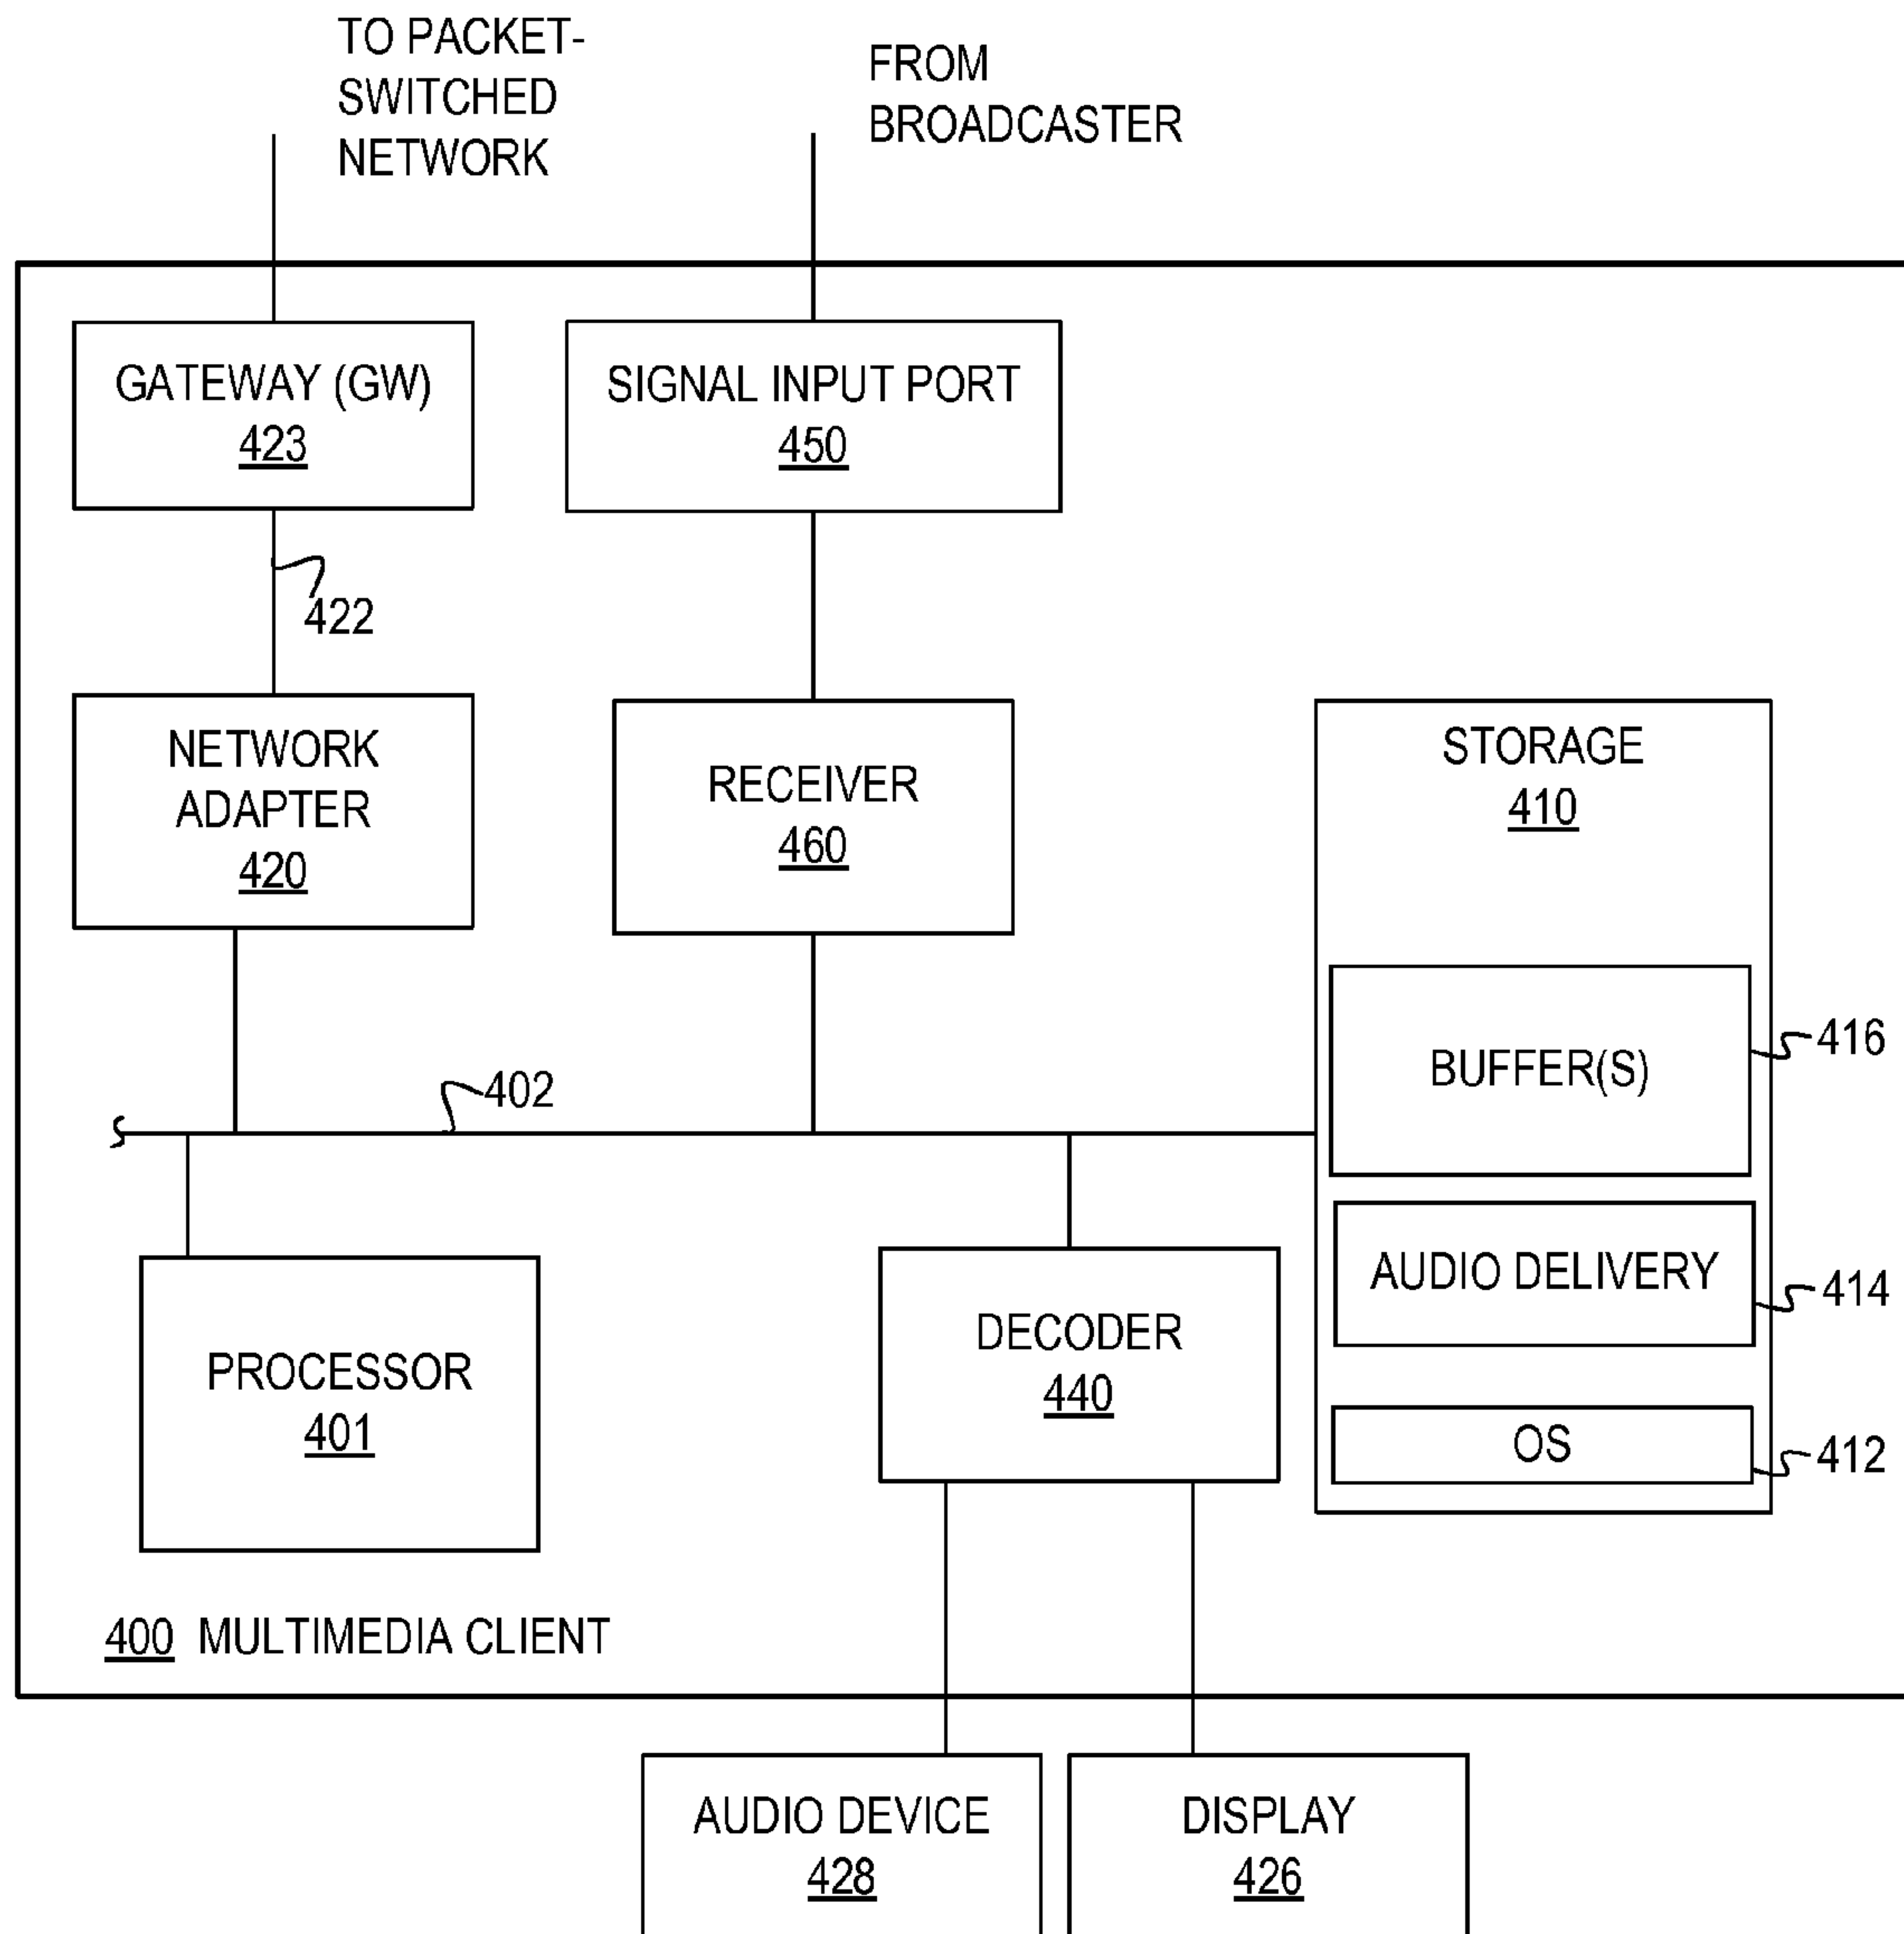 TO PACKET-
SWITCHED
NETWORK
FROM
BROADCASTER
GATEWAY (GW)
423
SIGNAL INPUT PORT
450
422
NETWORK
ADAPTER
420
RECEIVER
460
STORAGE
410
BUFFER(S)
416
402
AUDIO DELIVERY
414
PROCESSOR
401
DECODER
440
OS
412
400 MULTIMEDIA CLIENT
AUDIO DEVICE
428
DISPLAY
426